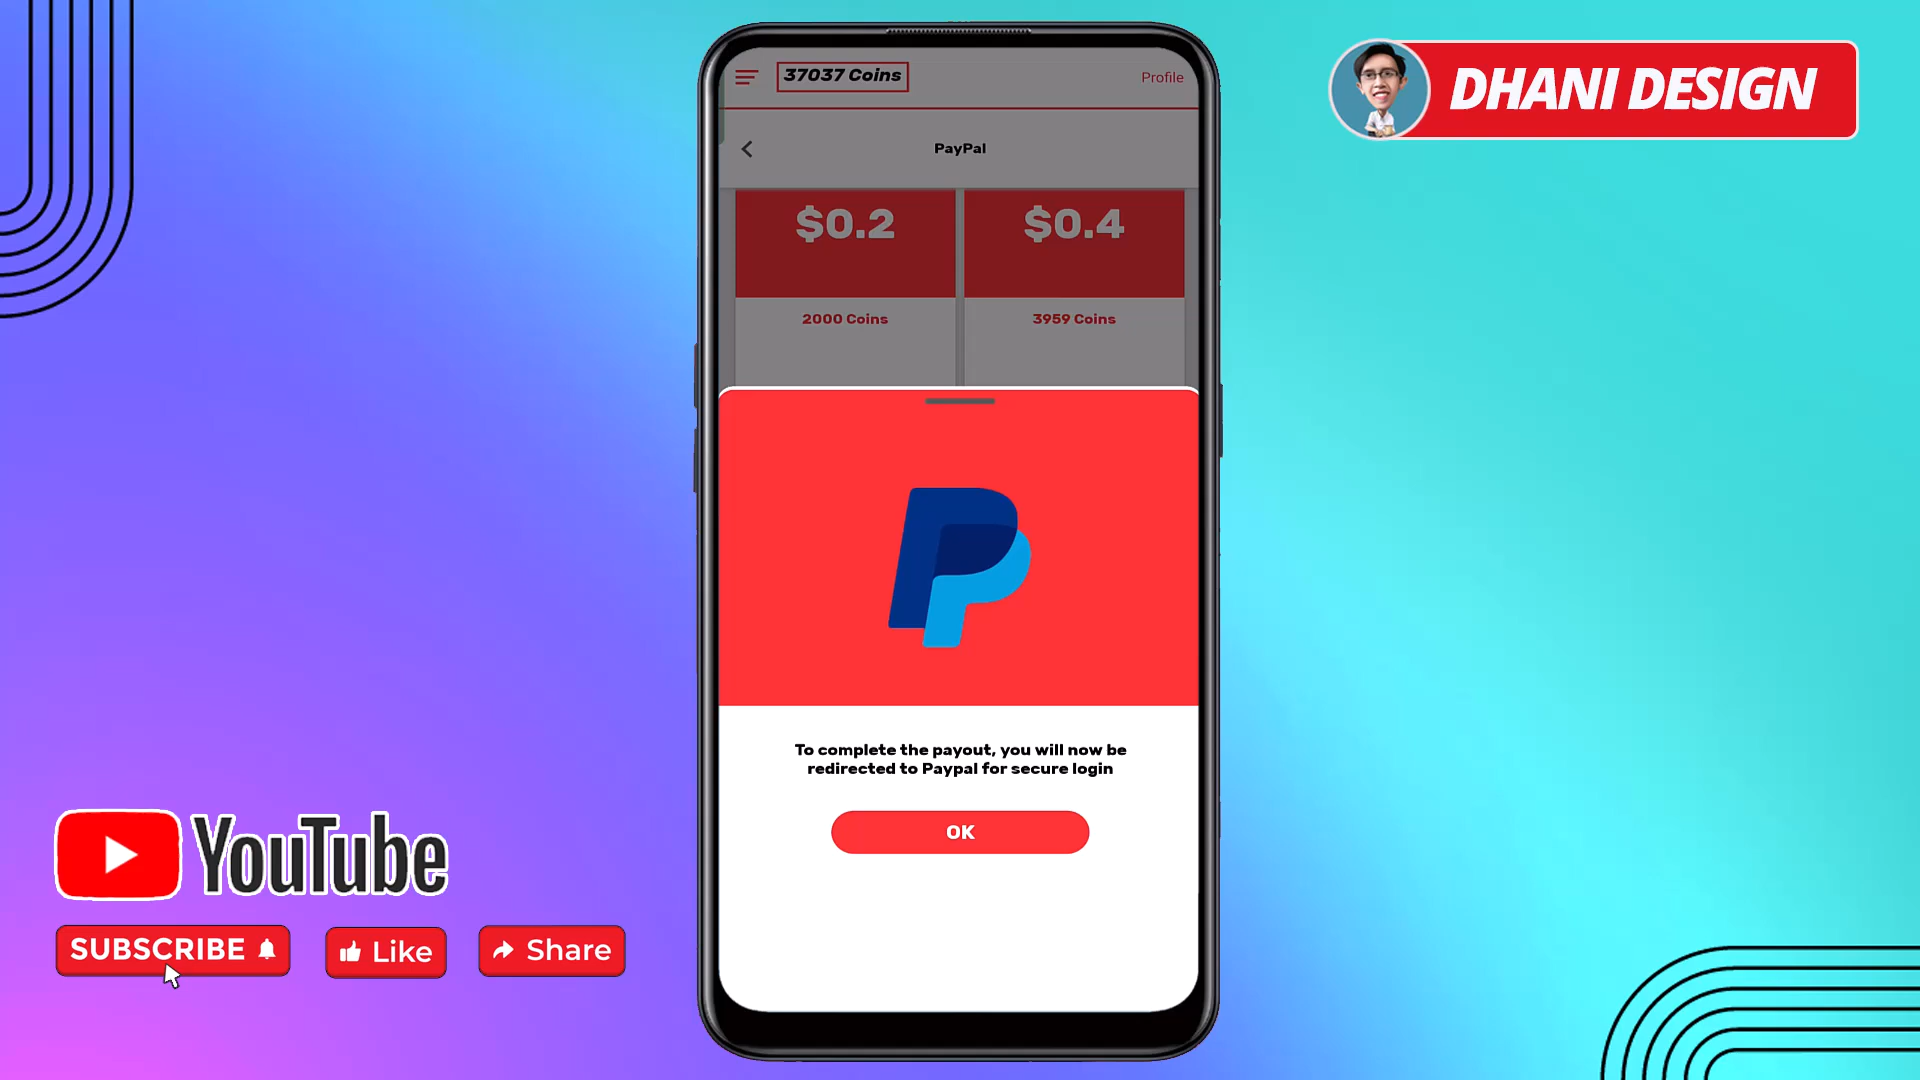 37037 Coins
Profile
DHANI DESIGN
PayPal
$0.2
$0.4
2000 Coins
3959 Coins
To complete the payout, you will now be
redirected to Paypal for secure login
OK
YouTube
SUBSCRIBE
Like
Share